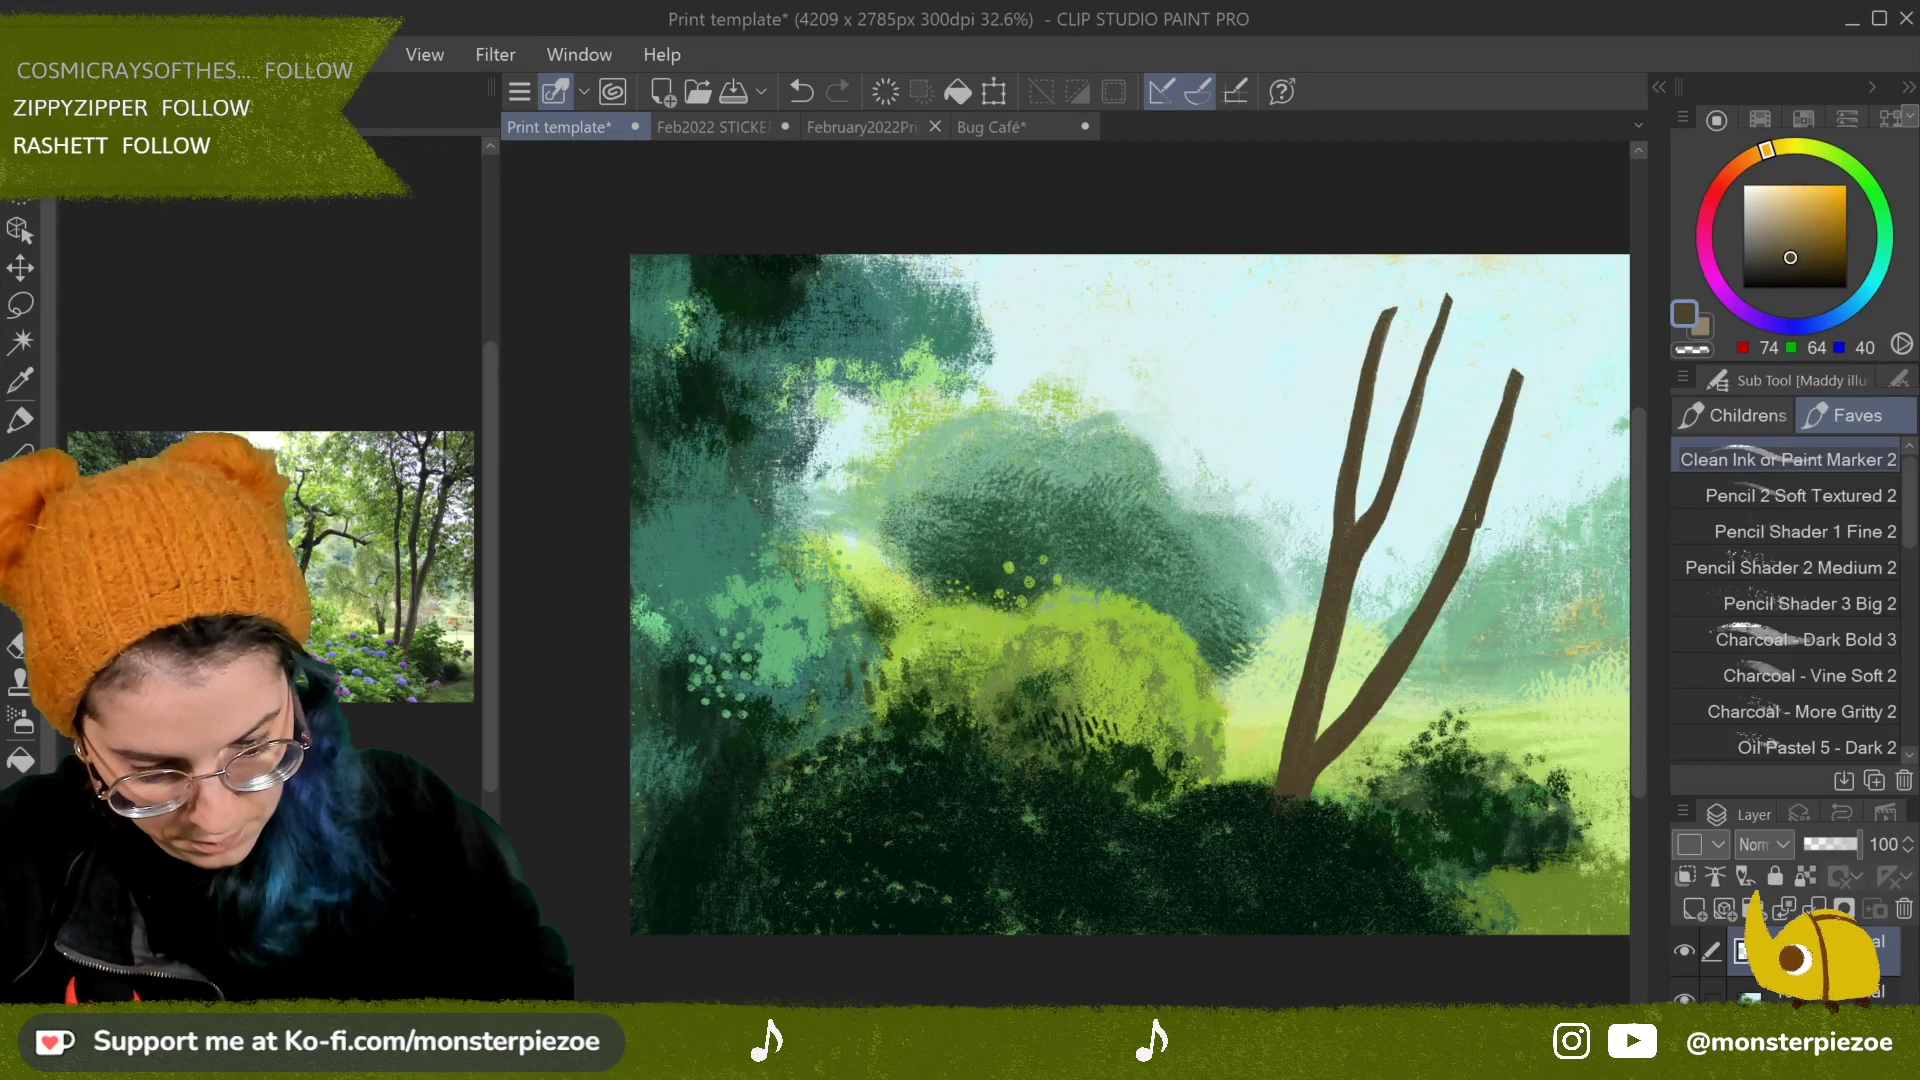 Print template* (4209 x 2785px 300dpi 32.6%) - CLIP STUDIO PAINT PRO
View Filter Window Help
COSMICRAYSOFTHES... FOLLOW
ZIPPYZIPPER FOLLOW
RASHETT FOLLOW
Print template* Feb2022 STICKE February2022Pri Bug Café*
74 64 40
Sub Tool [Maddy illu
Childrens Faves
Clean Ink or Paint Marker 2
Pencil 2 Soft Textured 2
Pencil Shader 1 Fine 2
Pencil Shader 2 Medium 2
Pencil Shader 3 Big 2
Charcoal - Dark Bold 3
Charcoal - Vine Soft 2
Charcoal - More Gritty 2
Oil Pastel 5 - Dark 2
Layer
Norm 100
al
al
Support me at Ko-fi.com/monsterpiezoe
@monsterpiezoe